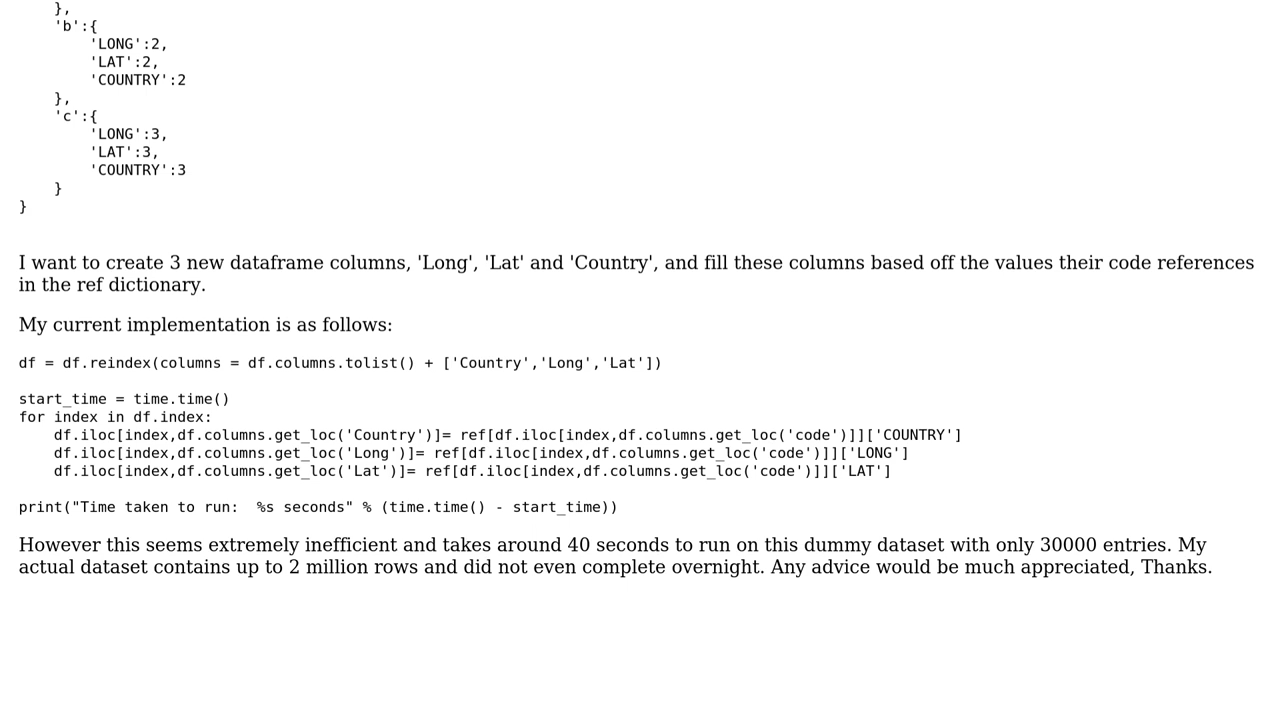 },
    'b':{
        'LONG':2,
        'LAT':2,
        'COUNTRY':2
    },
    'c':{
        'LONG':3,
        'LAT':3,
        'COUNTRY':3
    }
}
I want to create 3 new dataframe columns, 'Long', 'Lat' and 'Country', and fill these columns based off the values their code references
in the ref dictionary.
My current implementation is as follows:
df = df.reindex(columns = df.columns.tolist() + ['Country','Long','Lat'])
start_time = time.time()
for index in df.index:
    df.iloc[index,df.columns.get_loc('Country')]= ref[df.iloc[index,df.columns.get_loc('code')]]['COUNTRY']
    df.iloc[index,df.columns.get_loc('Long')]= ref[df.iloc[index,df.columns.get_loc('code')]]['LONG']
    df.iloc[index,df.columns.get_loc('Lat')]= ref[df.iloc[index,df.columns.get_loc('code')]]['LAT']
print("Time taken to run:  %s seconds" % (time.time() - start_time))
However this seems extremely inefficient and takes around 40 seconds to run on this dummy dataset with only 30000 entries. My
actual dataset contains up to 2 million rows and did not even complete overnight. Any advice would be much appreciated, Thanks.